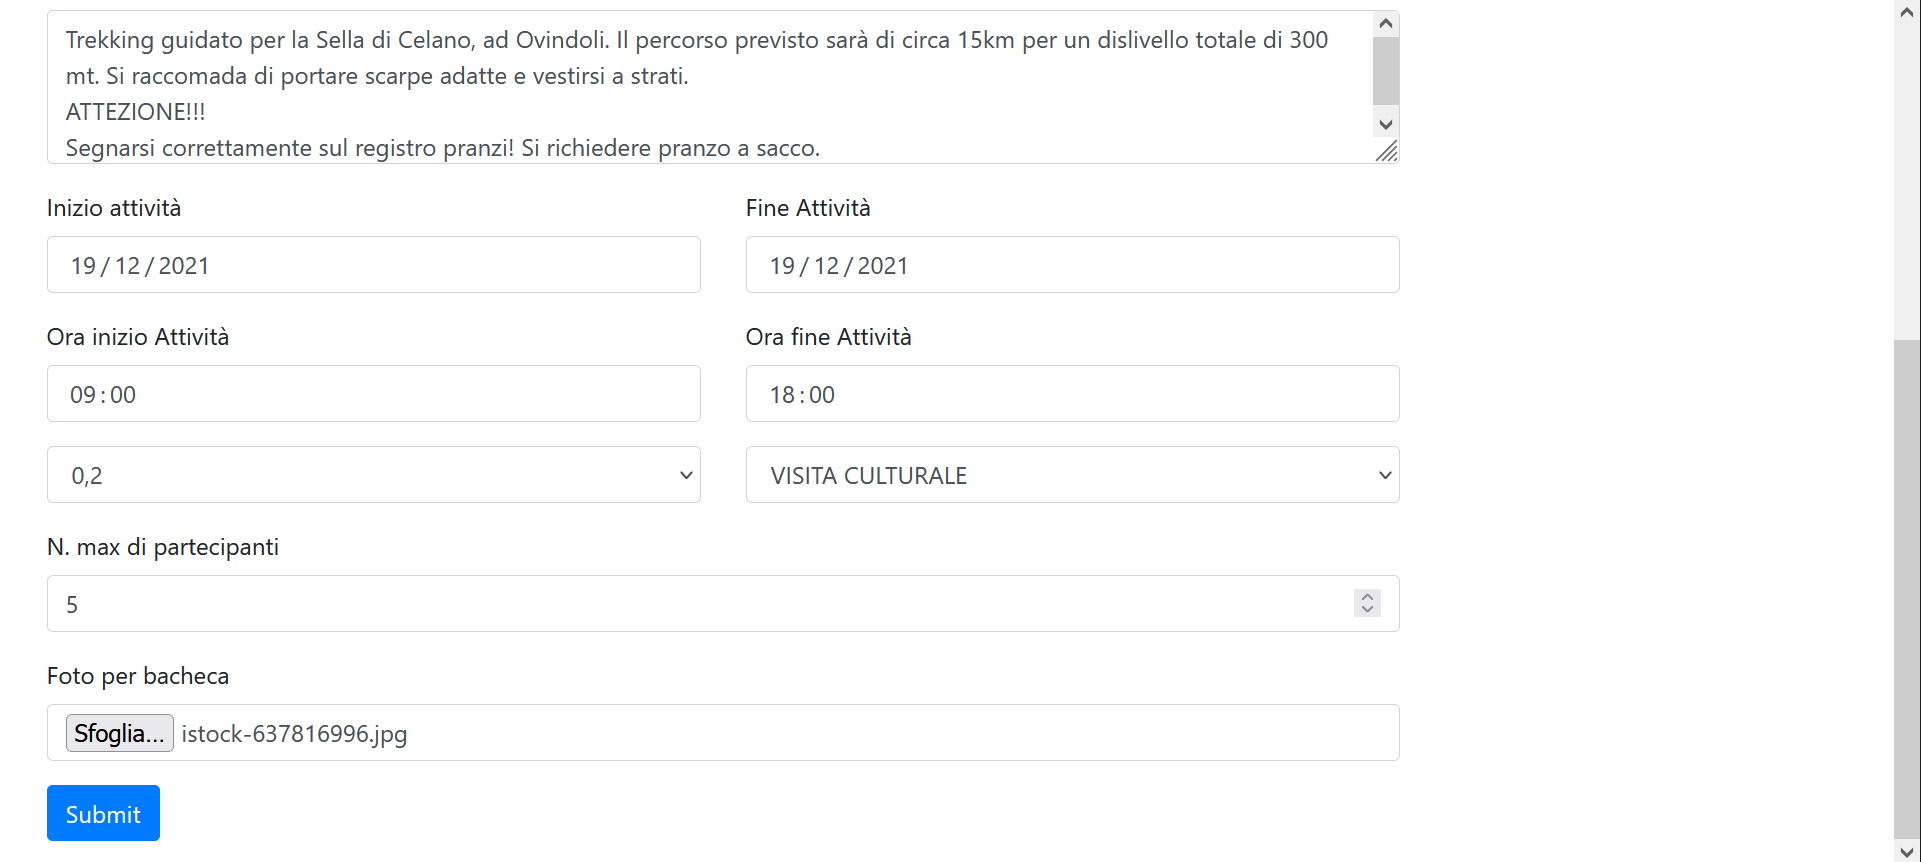 Trekking guidato per la Sella di Celano, ad Ovindoli. Il percorso previsto sarà di circa 15km per un dislivello totale di 300
mt. Si raccomada di portare scarpe adatte e vestirsi a strati.
ATTEZIONE!!!
Segnarsi correttamente sul registro pranzi! Si richiedere pranzo a sacco.
Inizio attività
Fine Attività
19/12/2021
19/12/2021
Ora inizio Attività
Ora fine Attività
09:00
18:00
0,2
VISITA CULTURALE
N. max di partecipanti
5
Foto per bacheca
Sfoglia... istock-637816996.jpg
Submit